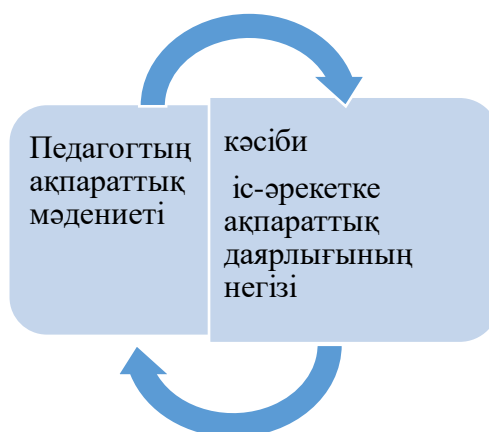 Педагогтың
ақпараттық
мәдениеті
кәсіби
іс-әрекетке
ақпараттық
даярлығының
негізі